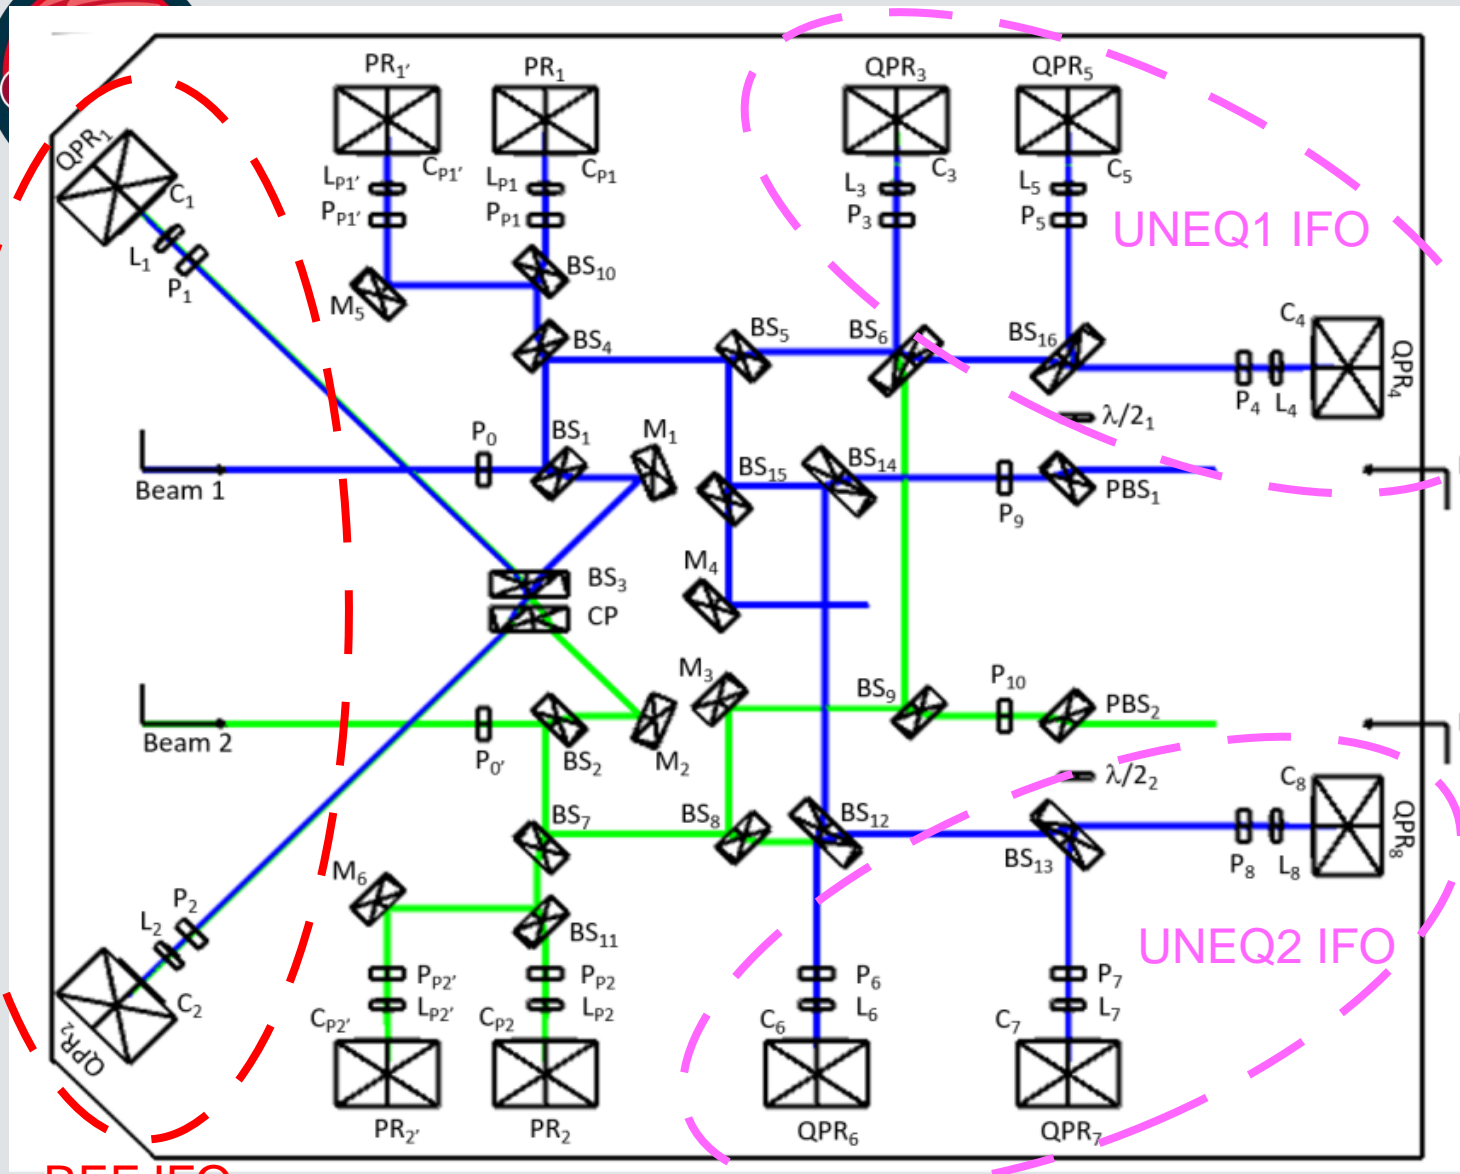 PR1' PR1 QPR3 QPR5
QPR1
C1
CP1' CP1 C3 C5
LP1' LP1 L3 L5
PP1' PP1 P3 P5
UNEQ1 IFO
L1
P1
M5
BS10
C4
QPR4
BS4 BS5 BS6 BS16
P4 L4
λ/21
P0 BS1 M1
BS15 BS14
Beam 1
P9
PBS1
M4
BS3
CP
M3 BS9 P10
PBS2
Beam 2
P0' BS2 M2
λ/22
C8
QPR8
BS7 BS8 BS12
BS13
P8 L8
M6
L2 P2
BS11
UNEQ2 IFO
PP2' PP2 P6 P7
LP2' LP2 L6 L7
C2
CP2' CP2 C6 C7
QPR2
PR2' PR2 QPR6 QPR7
REF IFO